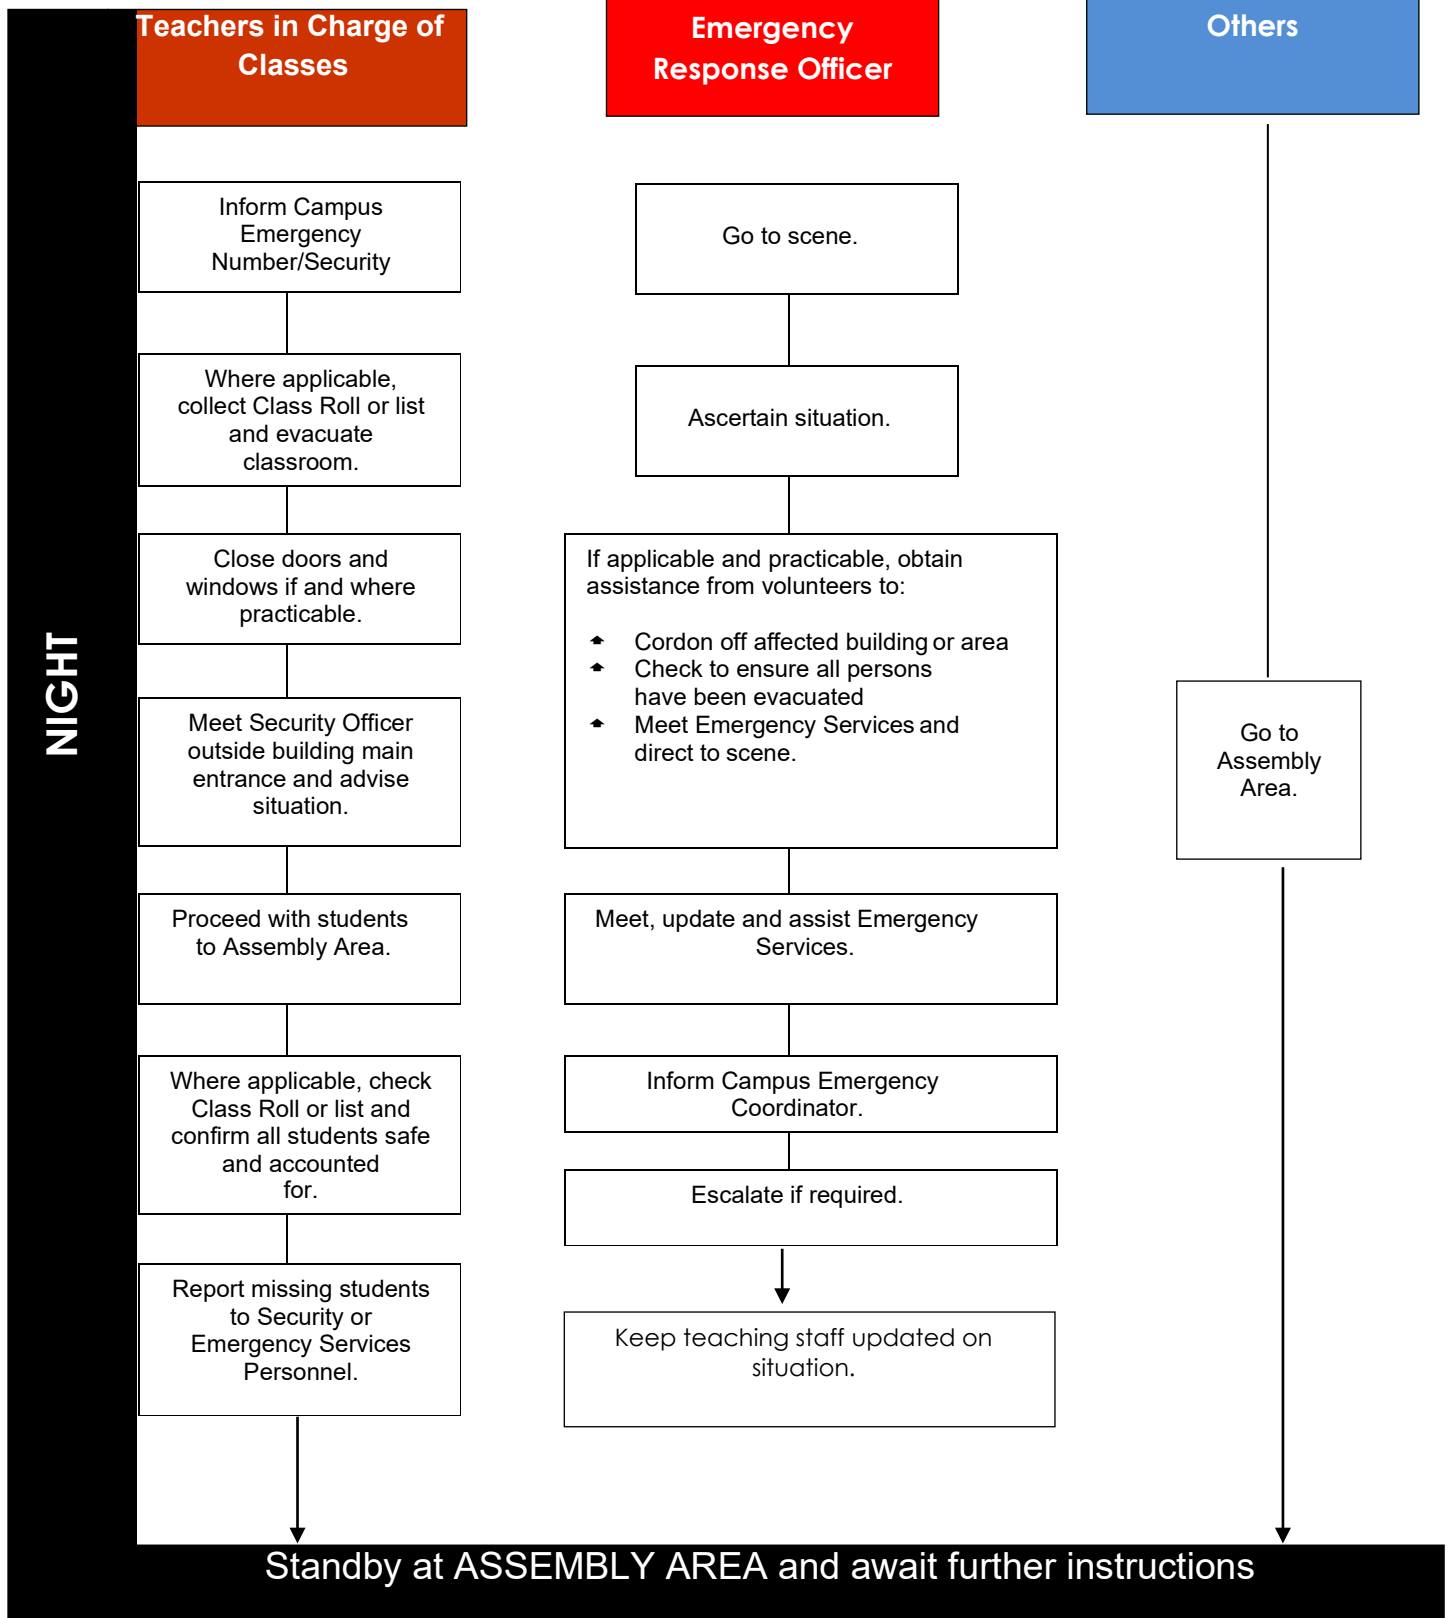 Teachers in Charge of
Classes
Emergency
Response Officer
Others
NIGHT
Inform Campus
Emergency
Number/Security
Where applicable,
collect Class Roll or list
and evacuate
classroom.
Close doors and
windows if and where
practicable.
Meet Security Officer
outside building main
entrance and advise
situation.
Proceed with students
to Assembly Area.
Where applicable, check
Class Roll or list and
confirm all students safe
and accounted
for.
Report missing students
to Security or
Emergency Services
Personnel.
Go to scene.
Ascertain situation.
If applicable and practicable, obtain
assistance from volunteers to:
Cordon off affected building or area
Check to ensure all persons
have been evacuated
Meet Emergency Services and
direct to scene.
Meet, update and assist Emergency
Services.
Inform Campus Emergency
Coordinator.
Escalate if required.
Keep teaching staff updated on
situation.
Go to
Assembly
Area.
Standby at ASSEMBLY AREA and await further instructions